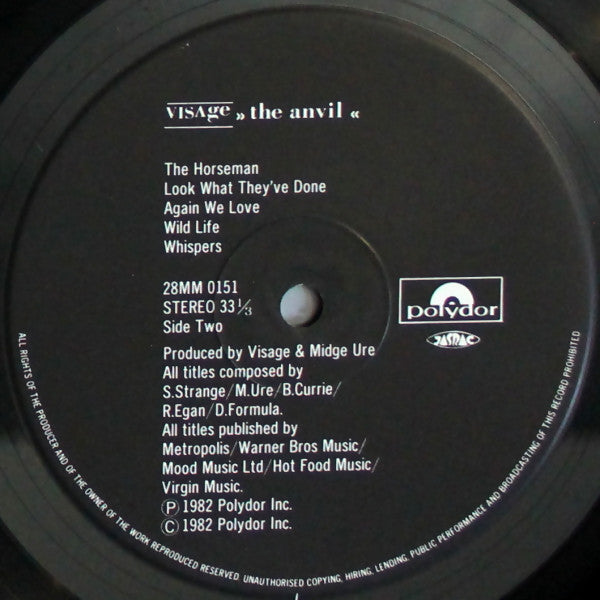 VISAge » the anvil «
The Horseman
Look What They've Done
Again We Love
Wild Life
Whispers
28MM 0151
STEREO 33⅓
Side Two
polydor
JASRAC
Produced by Visage & Midge Ure
All titles composed by
S.Strange/M.Ure/B.Currie/
R.Egan/D.Formula.
All titles published by
Metropolis/Warner Bros Music/
Mood Music Ltd/Hot Food Music/
Virgin Music.
Ⓟ 1982 Polydor Inc.
Ⓒ 1982 Polydor Inc.
ALL RIGHTS OF THE PRODUCER AND OF THE OWNER OF THE WORK REPRODUCED RESERVED. UNAUTHORISED COPYING, HIRING, LENDING, PUBLIC PERFORMANCE AND BROADCASTING OF THIS RECORD PROHIBITED